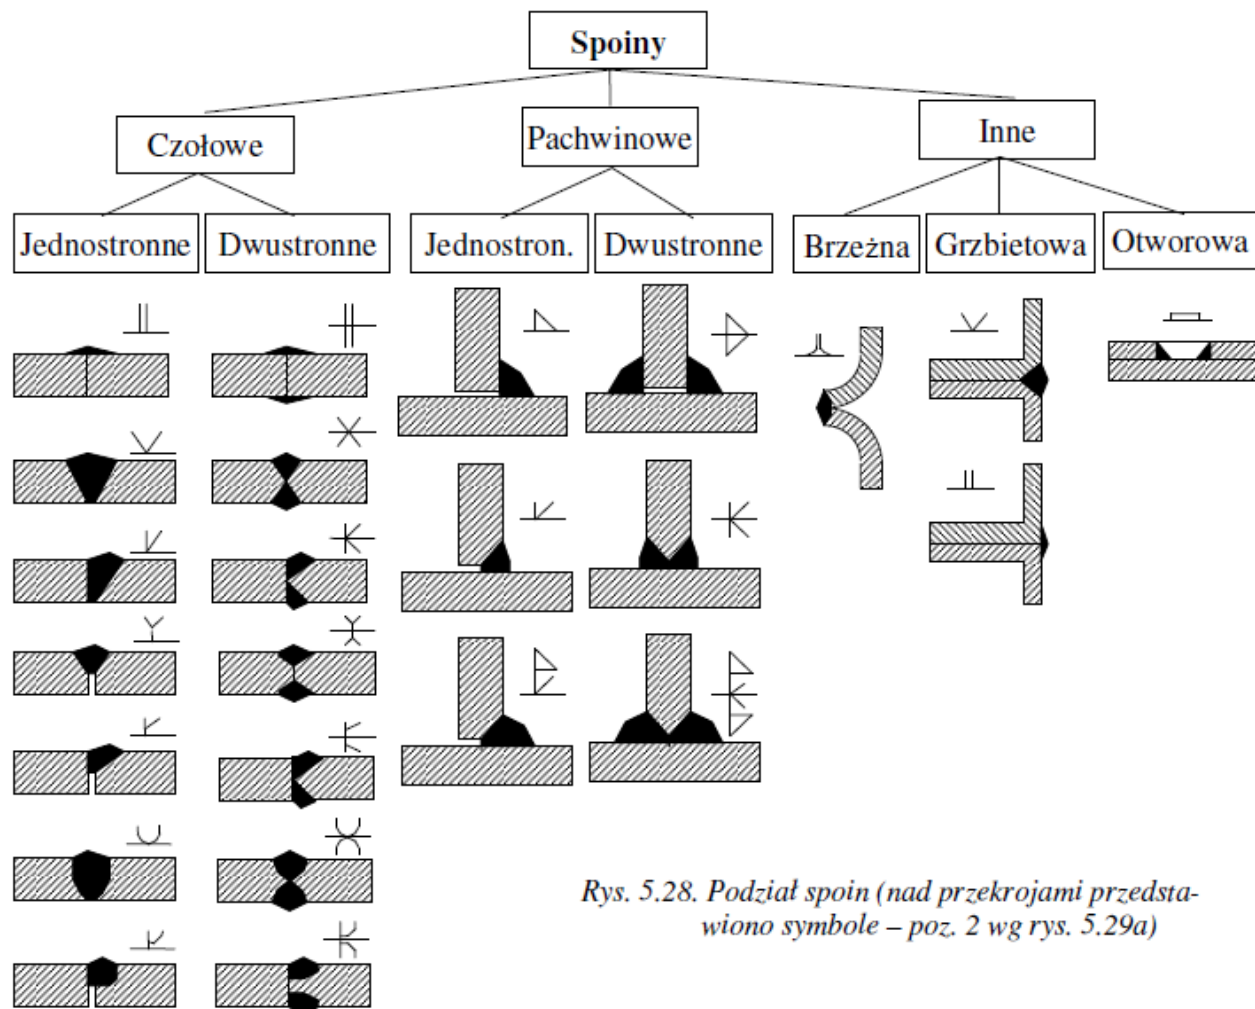 Spoiny
Czołowe
Pachwinowe
Inne
Jednostronne
Dwustronne
Jednostron.
Dwustronne
Brzeżna
Grzbietowa
Otworowa
Rys. 5.28. Podział spoin (nad przekrojami przedsta-
wiono symbole – poz. 2 wg rys. 5.29a)